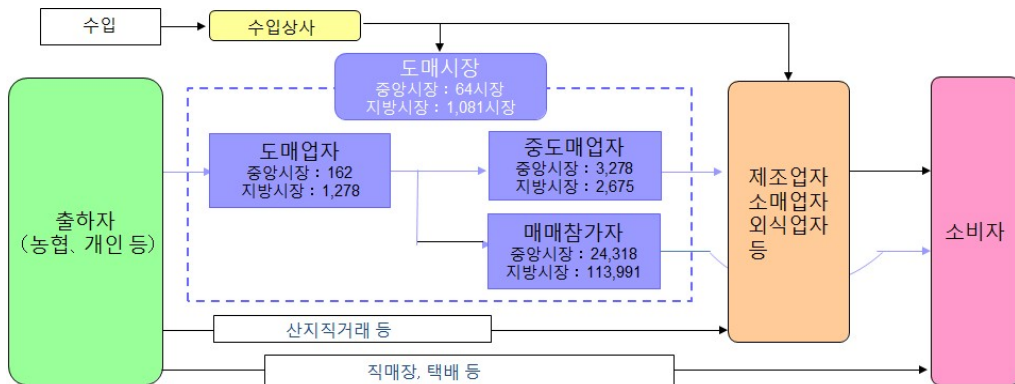 수입
수입상사
도매시장
중앙시장 : 64시장
지방시장 : 1,081시장
출하자
(농협、개인 등)
도매업자
중앙시장 : 162
지방시장 : 1,278
중도매업자
중앙시장 : 3,278
지방시장 : 2,675
매매참가자
중앙시장 : 24,318
지방시장 : 113,991
제조업자
소매업자
외식업자
등
소비자
산지직거래 등
직매장, 택배 등